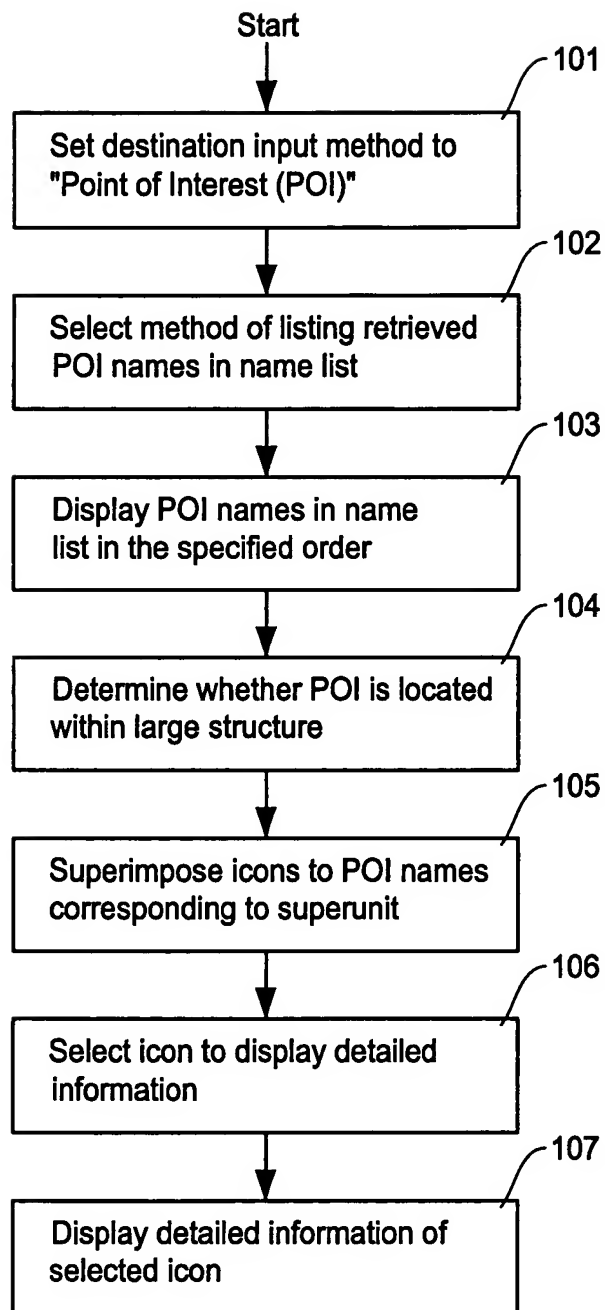 Start
101
Set destination input method to
"Point of Interest (POI)"
102
Select method of listing retrieved
POI names in name list
103
Display POI names in name
list in the specified order
104
Determine whether POI is located
within large structure
105
Superimpose icons to POI names
corresponding to superunit
106
Select icon to display detailed
information
107
Display detailed information of
selected icon